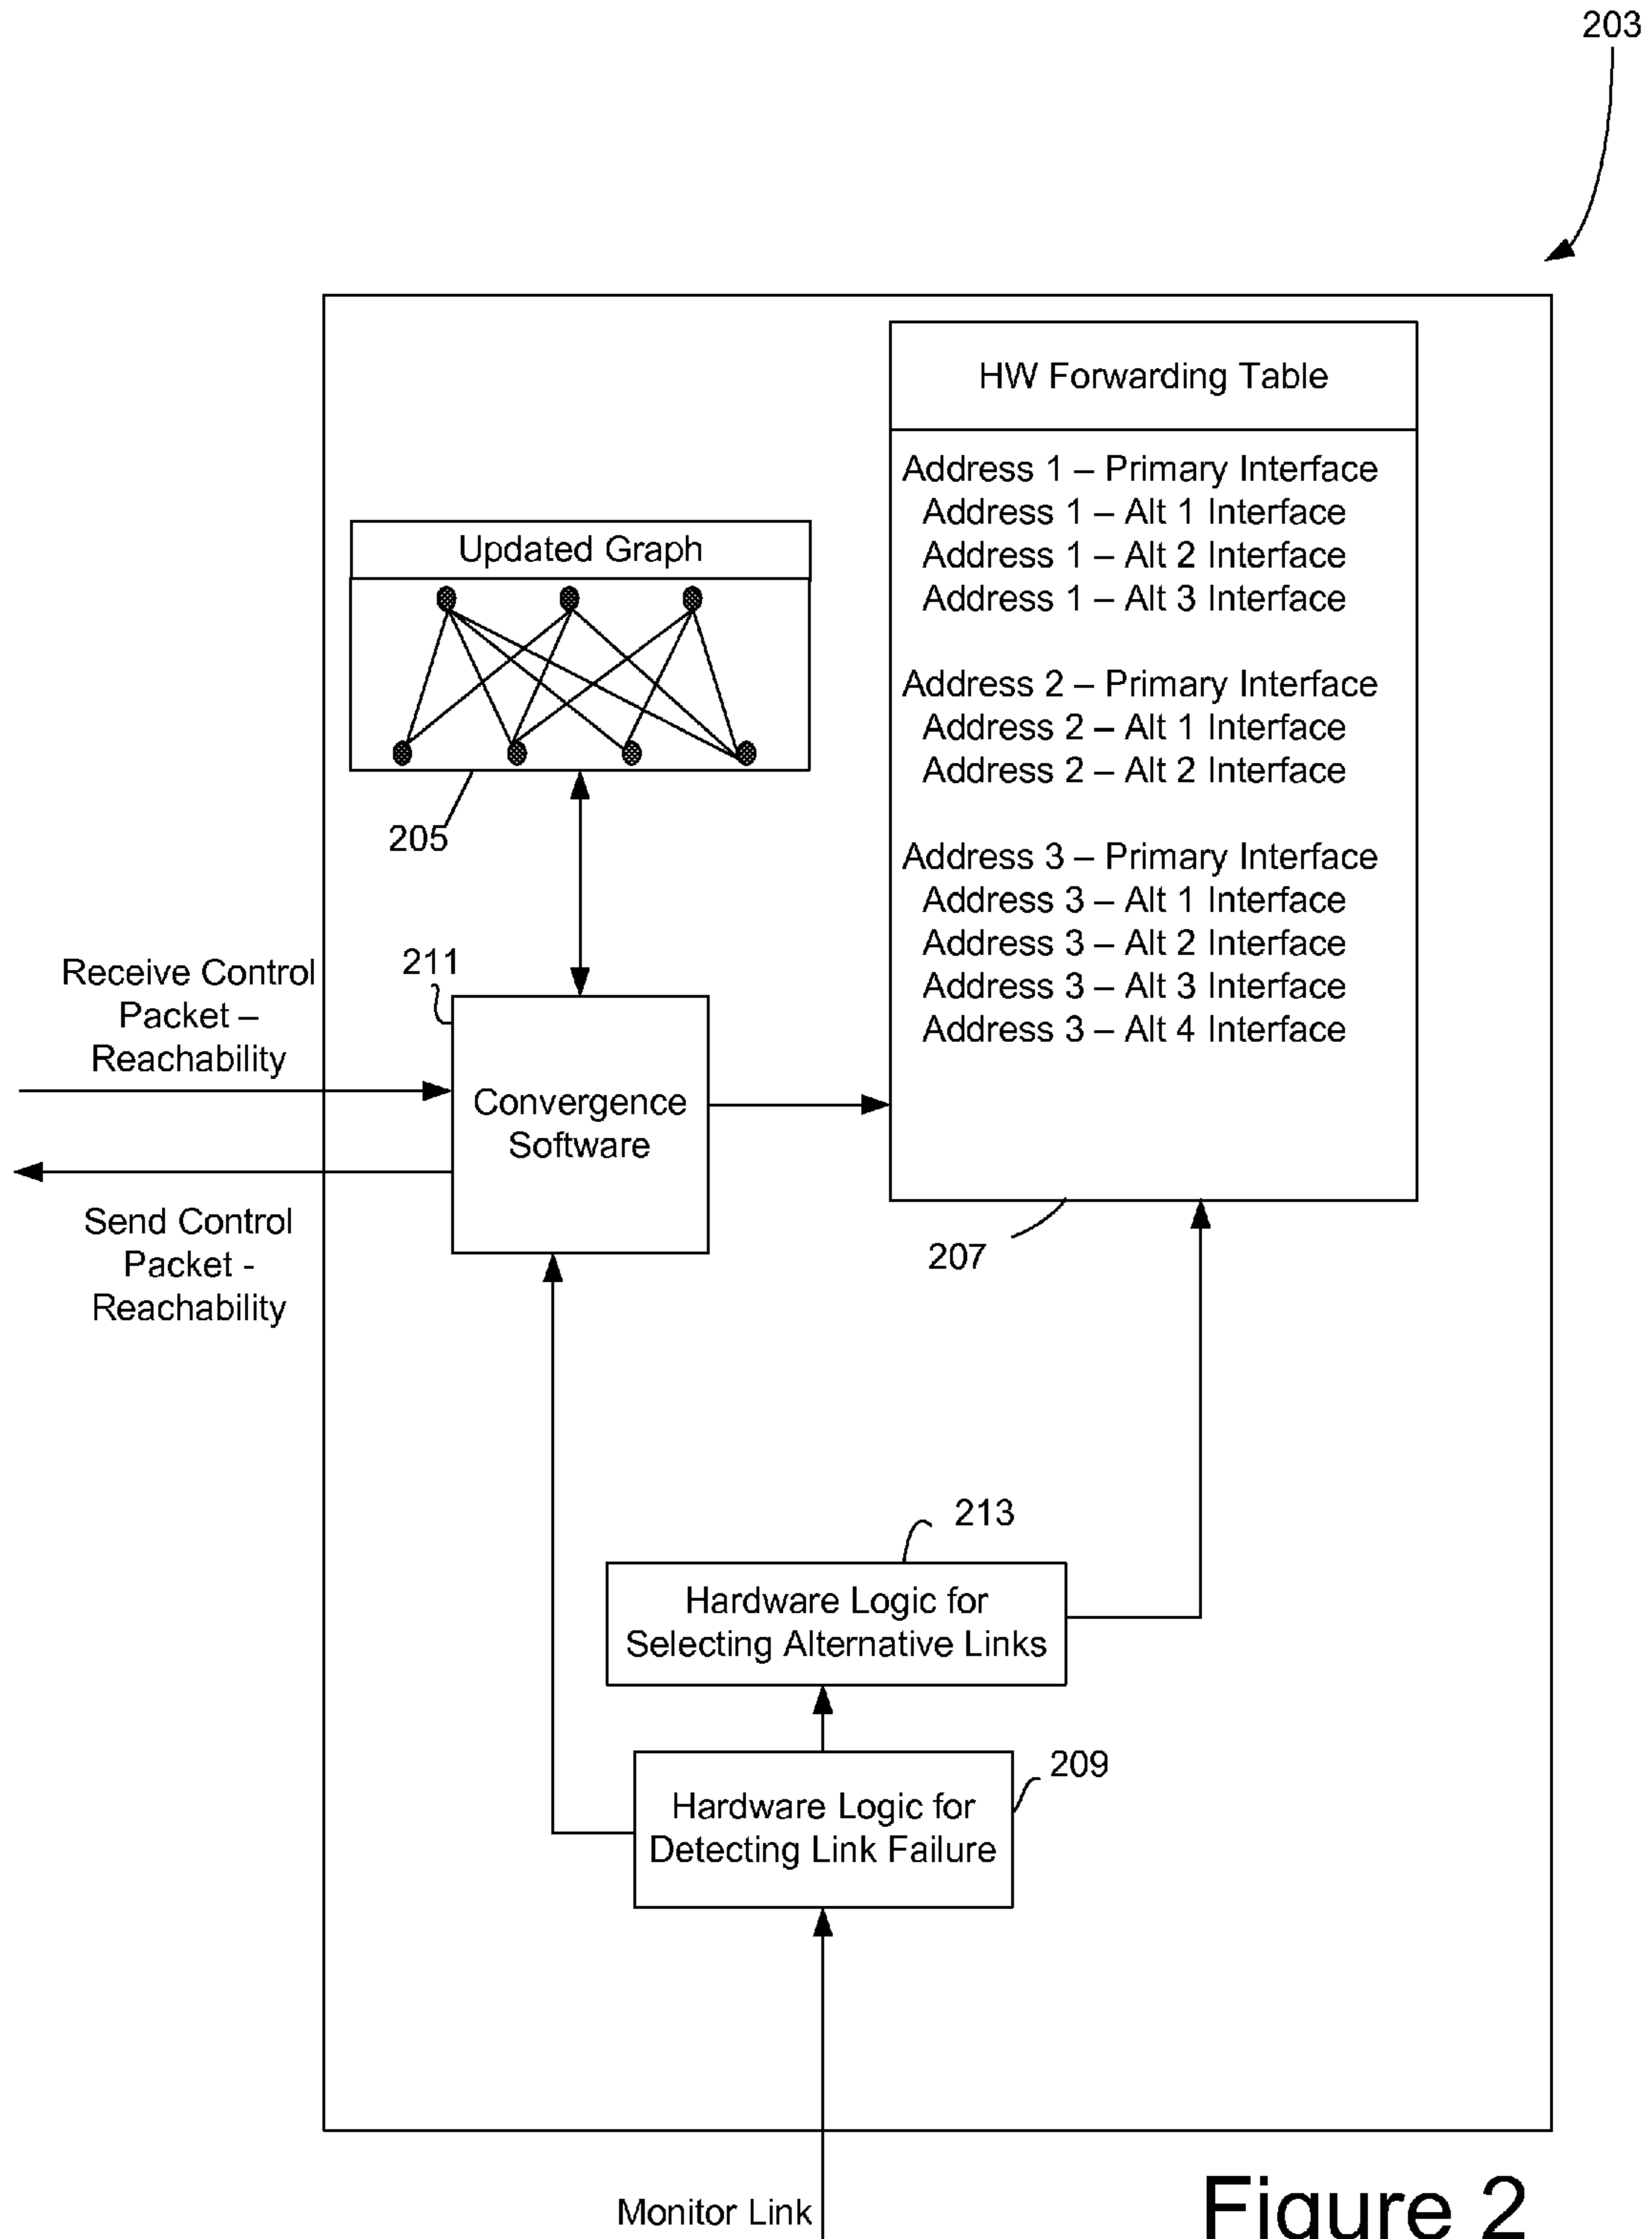 203
HW Forwarding Table
Address 1 – Primary Interface
Address 1 – Alt 1 Interface
Address 1 – Alt 2 Interface
Address 1 – Alt 3 Interface
Address 2 – Primary Interface
Address 2 – Alt 1 Interface
Address 2 – Alt 2 Interface
Address 3 – Primary Interface
Address 3 – Alt 1 Interface
Address 3 – Alt 2 Interface
Address 3 – Alt 3 Interface
Address 3 – Alt 4 Interface
207
Updated Graph
205
211
Receive Control
Packet –
Reachability
Convergence
Software
Send Control
Packet -
Reachability
213
Hardware Logic for
Selecting Alternative Links
209
Hardware Logic for
Detecting Link Failure
Monitor Link
Figure 2